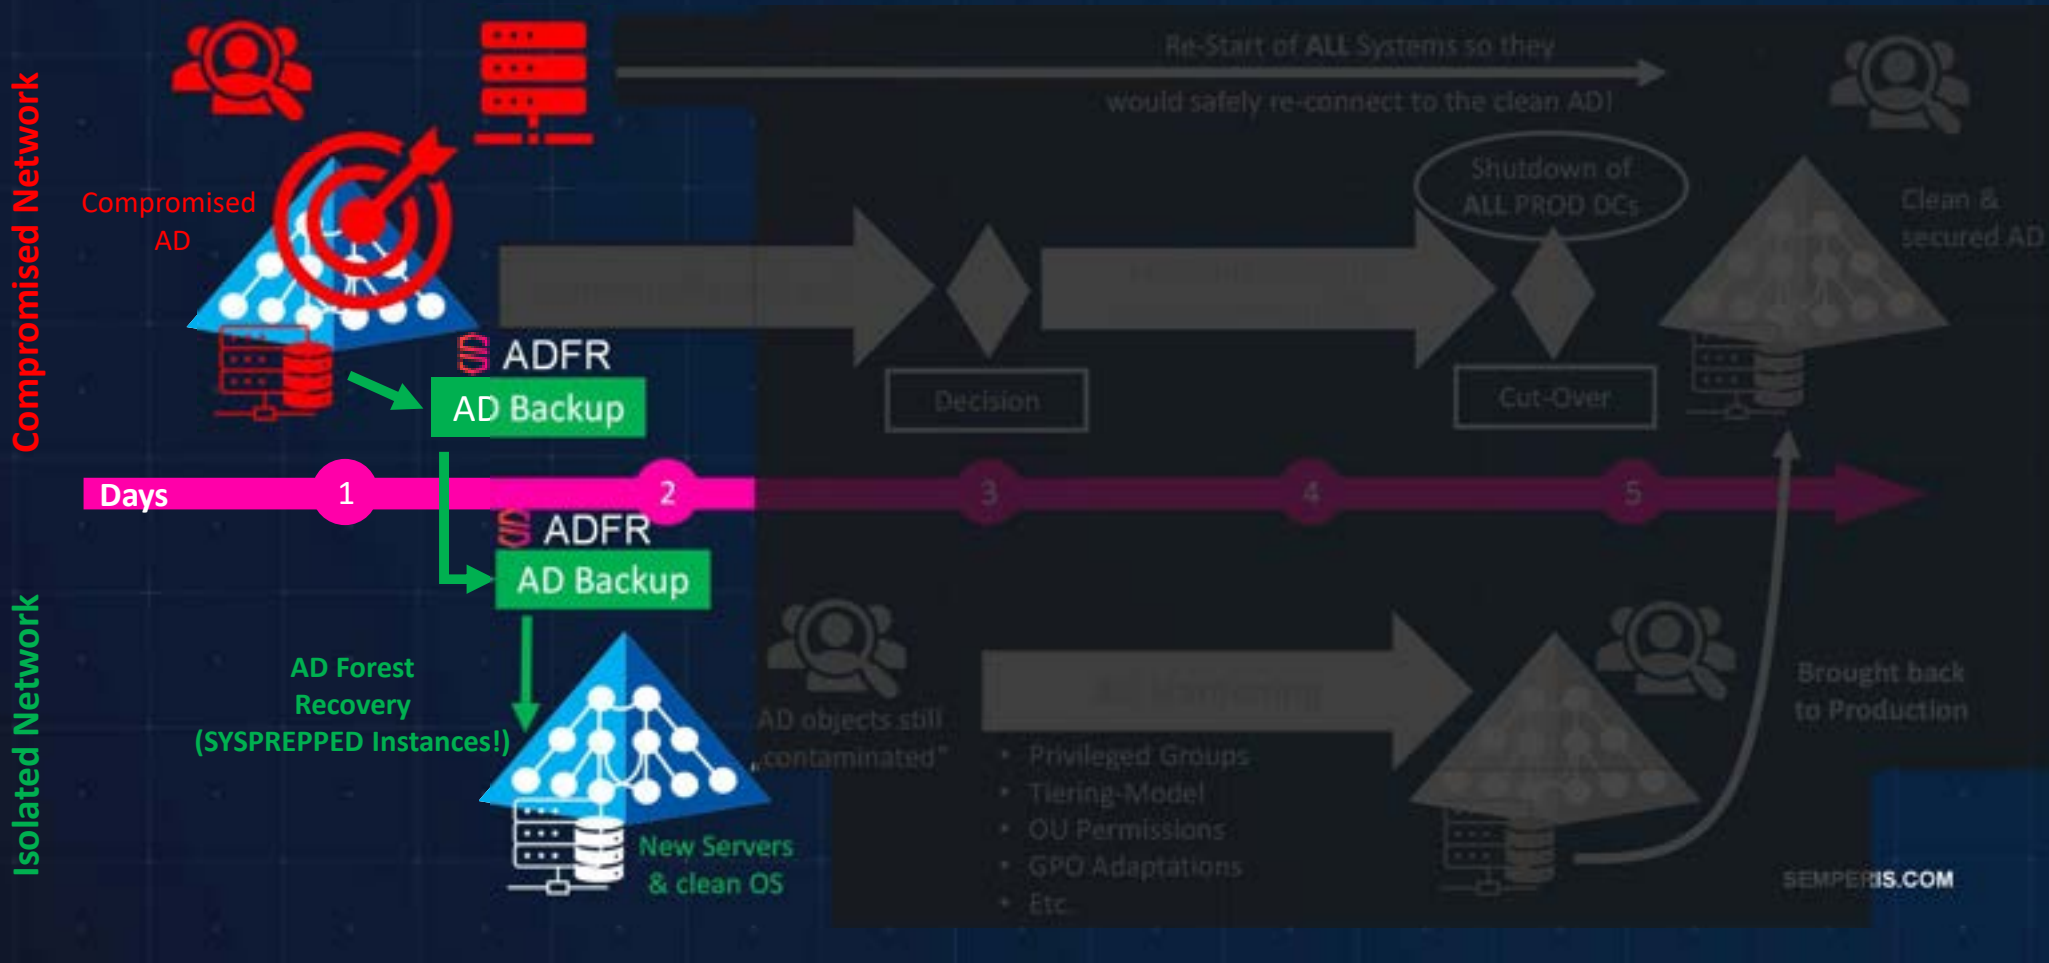 Compromised Network
Isolated Network
Re-Start of ALL Systems so they
would safely re-connect to the clean AD!
Compromised
AD
Shutdown of
ALL PROD DCs
Clean &
secured AD
ADFR
AD Backup
Decision
Cut-Over
Days
1
2
3
4
5
ADFR
AD Backup
AD Forest
Recovery
(SYSPREPPED Instances!)
New Servers
& clean OS
AD objects still
„contaminated"
• Privileged Groups
• Tiering-Model
• OU Permissions
• GPO Adaptations
• Etc.
Brought back
to Production
SEMPERIS.COM